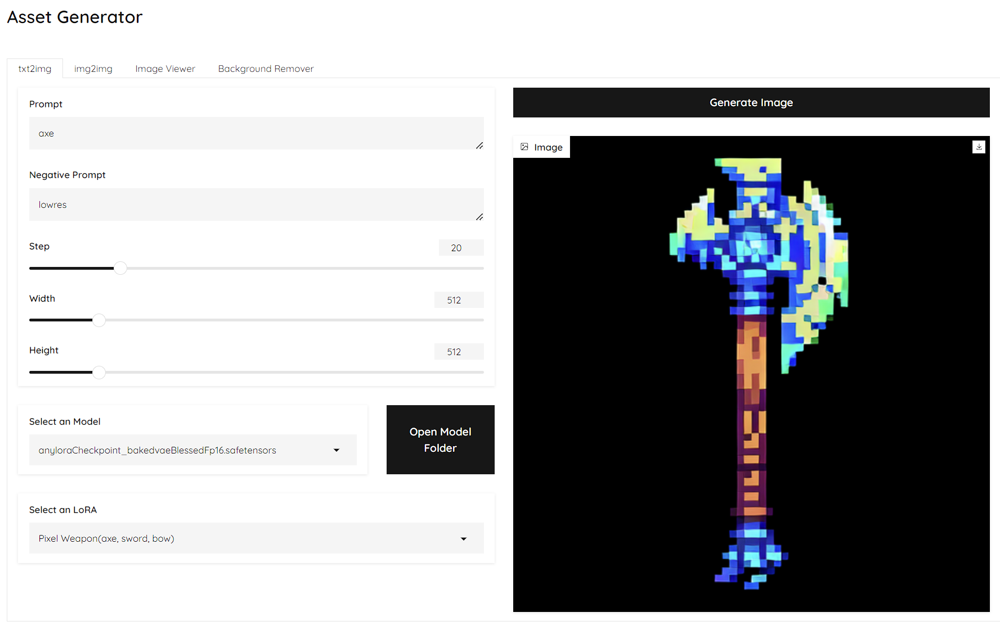 Asset Generator
txt2img
img2img
Image Viewer
Background Remover
Prompt
axe
Negative Prompt
lowres
Step
20
Width
512
Height
512
Select an Model
anyloraCheckpoint_bakedvaeBlessedFp16.safetensors
Open Model
Folder
Select an LoRA
Pixel Weapon(axe, sword, bow)
Generate Image
Image